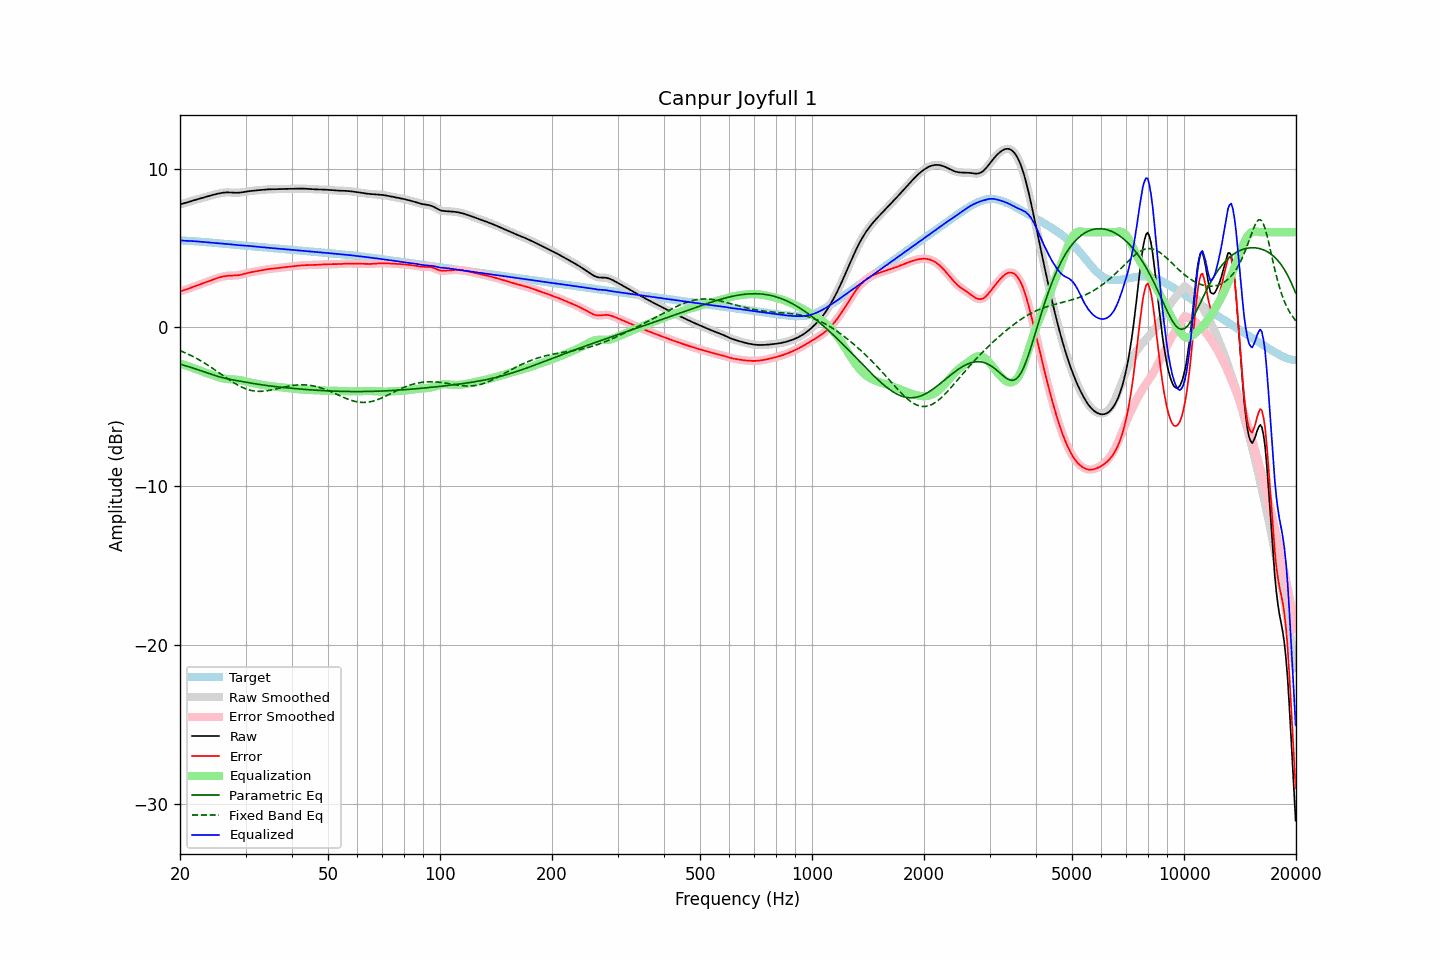 Canpur Joyfull 1
Amplitude (dBr)
10
0
−10
−20
−30
Target
Raw Smoothed
Error Smoothed
Raw
Error
Equalization
Parametric Eq
Fixed Band Eq
Equalized
20 50 100 200 500 1000 2000 5000 10000 20000
Frequency (Hz)